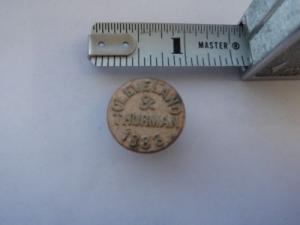 1 MASTER ®
CLEVELAND
&
THURMAN
1888